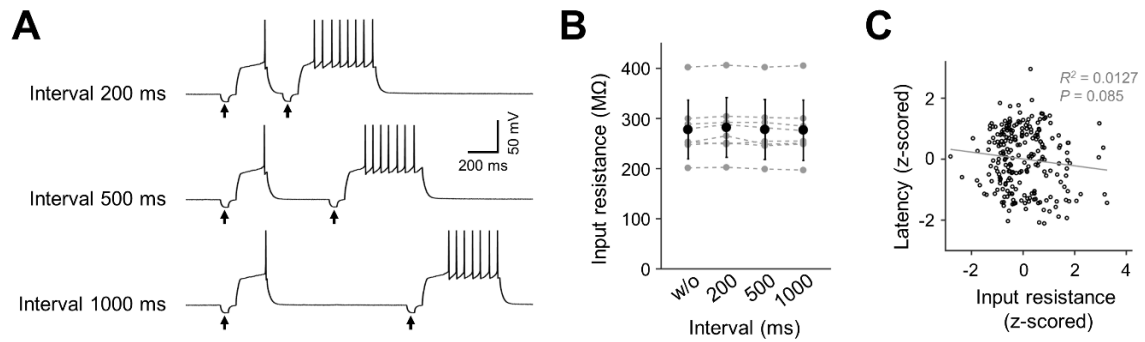 A
Interval 200 ms
Interval 500 ms
Interval 1000 ms
50 mV
200 ms
B
Input resistance (MΩ)
400
300
200
100
0
w/o
200
500
1000
Interval (ms)
C
R² = 0.0127
P = 0.085
Latency (z-scored)
2
0
-2
-2
0
2
4
Input resistance
(z-scored)